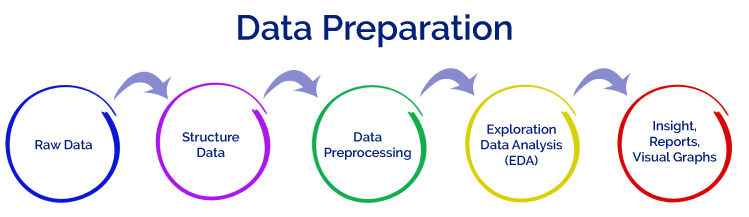 Data Preparation
Raw Data
Structure
Data
Data
Preprocessing
Exploration
Data Analysis
(EDA)
Insight,
Reports,
Visual Graphs